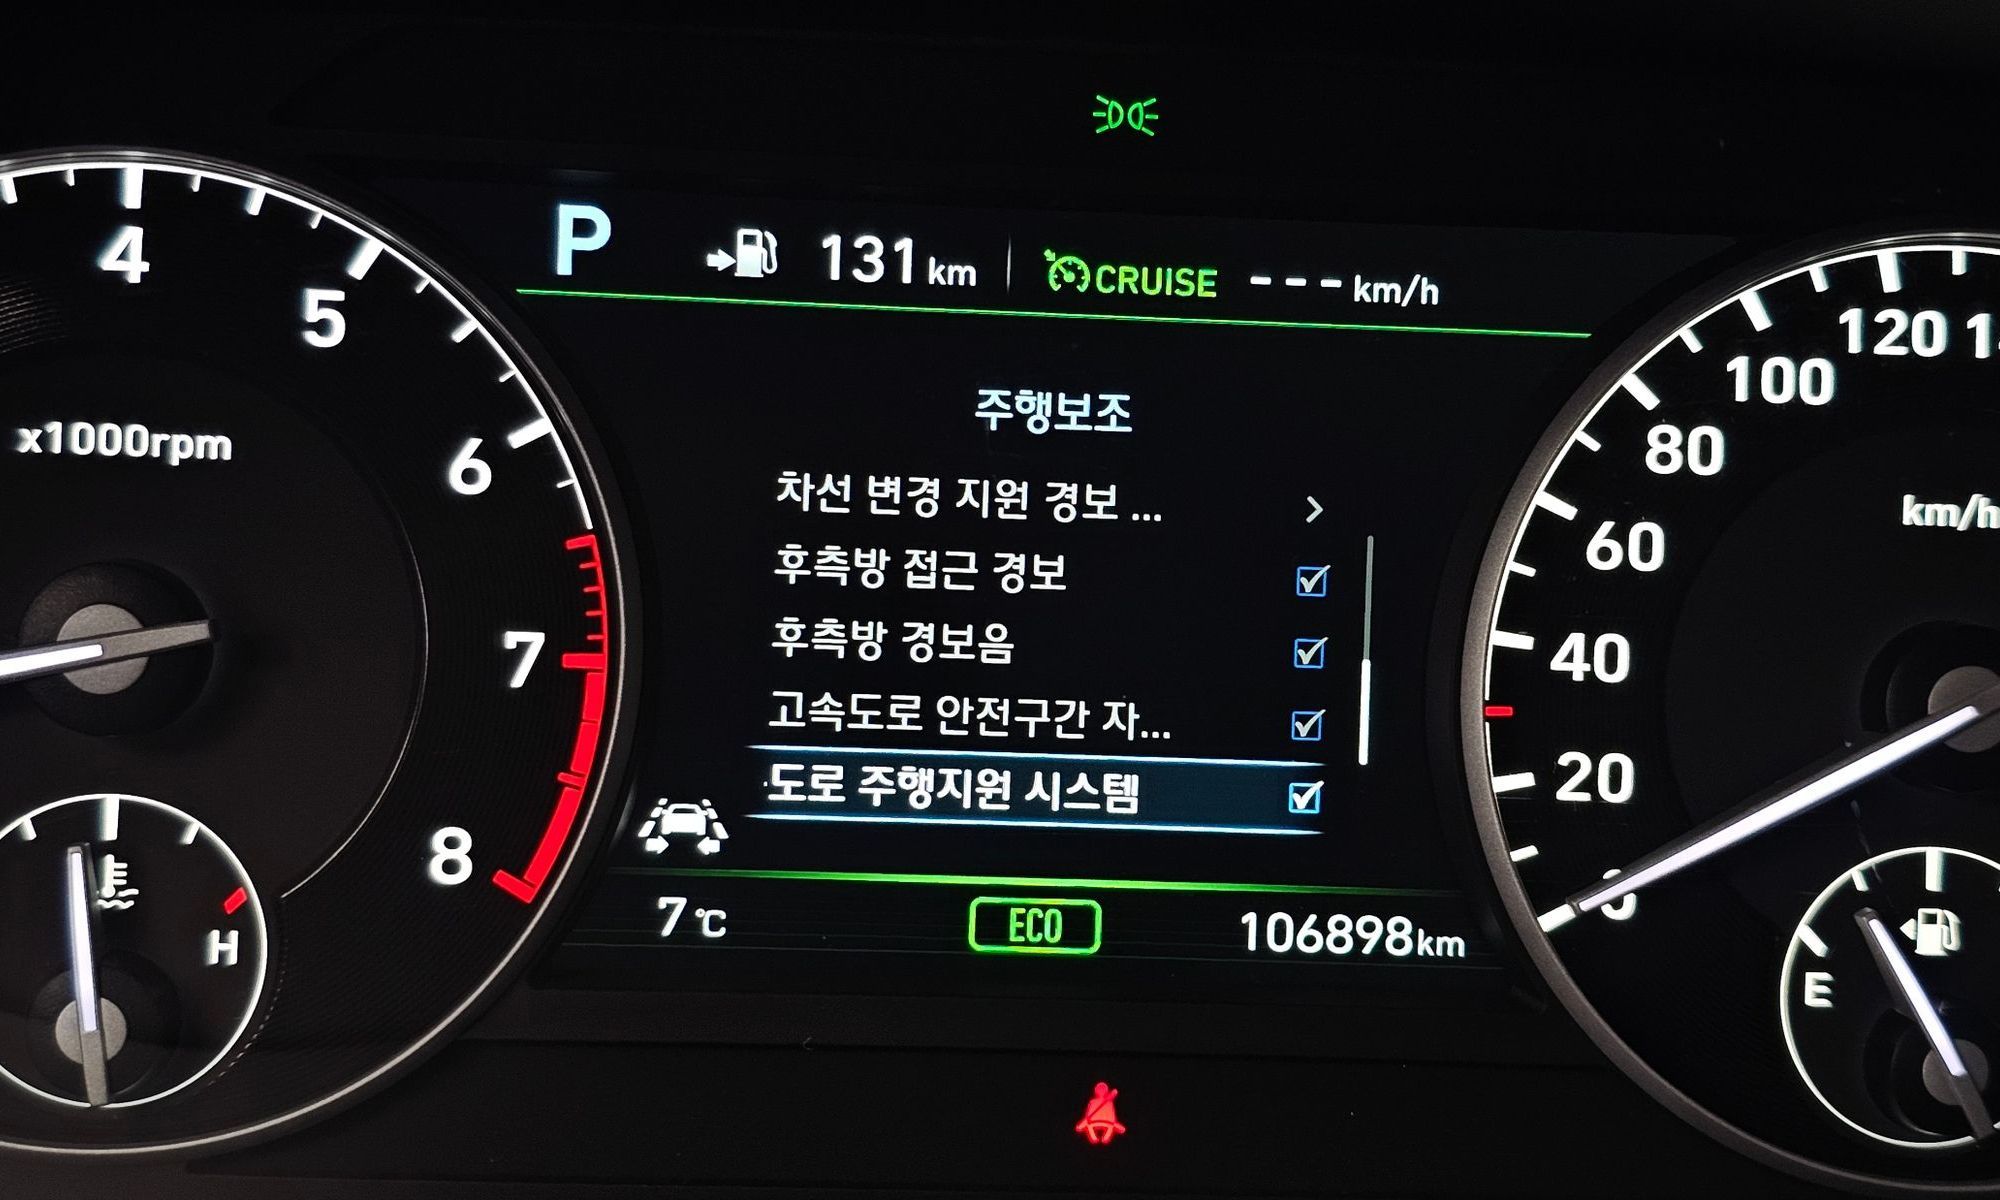 P 131 km CRUISE --- km/h
주행보조
차선 변경 지원 경보 ...
후측방 접근 경보
후측방 경보음
고속도로 안전구간 자...
도로 주행지원 시스템
7 °C ECO 106898 km
4
5
6
7
8
x1000rpm
H
120
100
80
60
40
20
0
km/h
E